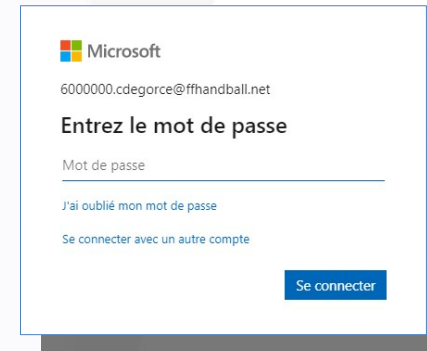 Microsoft
6000000.cdegorce@ffhandball.net
Entrez le mot de passe
Mot de passe
J'ai oublié mon mot de passe
Se connecter avec un autre compte
Se connecter